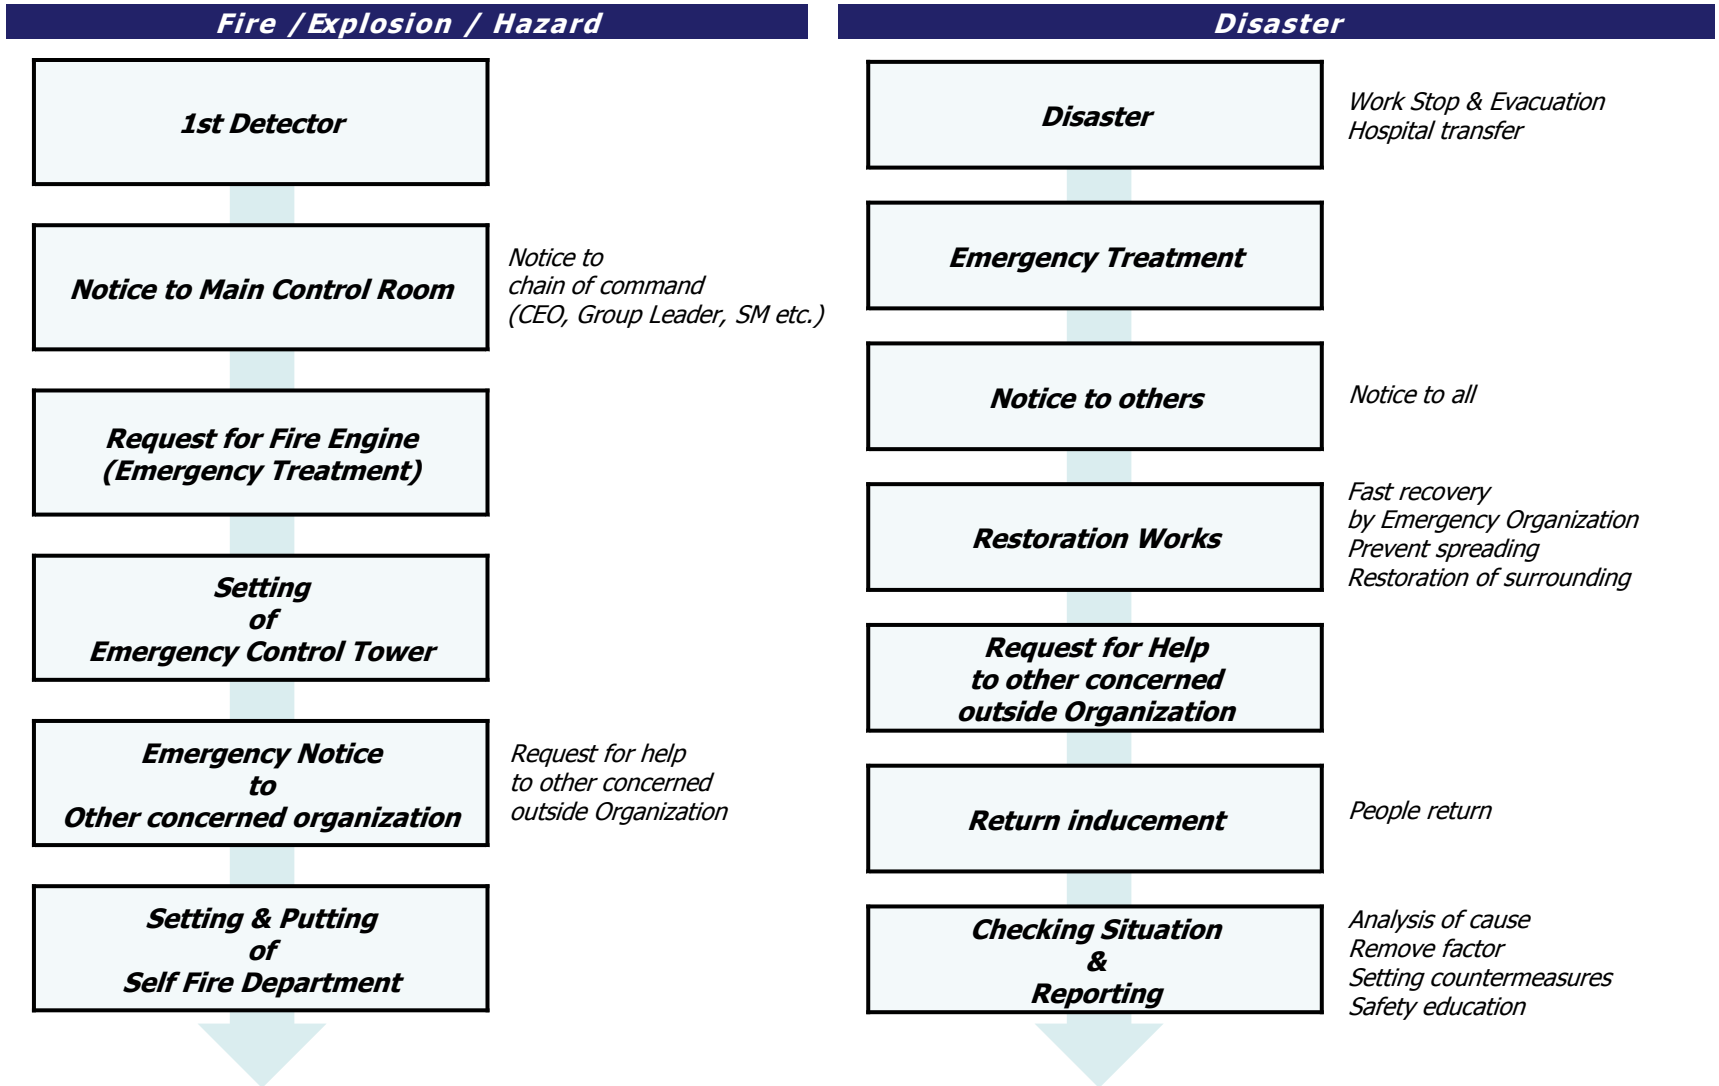 Fire /Explosion / Hazard
1st Detector
Notice to Main Control Room
Notice to
chain of command
(CEO, Group Leader, SM etc.)
Request for Fire Engine
(Emergency Treatment)
Setting
of
Emergency Control Tower
Emergency Notice
to
Other concerned organization
Request for help
to other concerned
outside Organization
Setting & Putting
of
Self Fire Department
Disaster
Disaster
Work Stop & Evacuation
Hospital transfer
Emergency Treatment
Notice to others
Notice to all
Restoration Works
Fast recovery
by Emergency Organization
Prevent spreading
Restoration of surrounding
Request for Help
to other concerned
outside Organization
Return inducement
People return
Checking Situation
&
Reporting
Analysis of cause
Remove factor
Setting countermeasures
Safety education